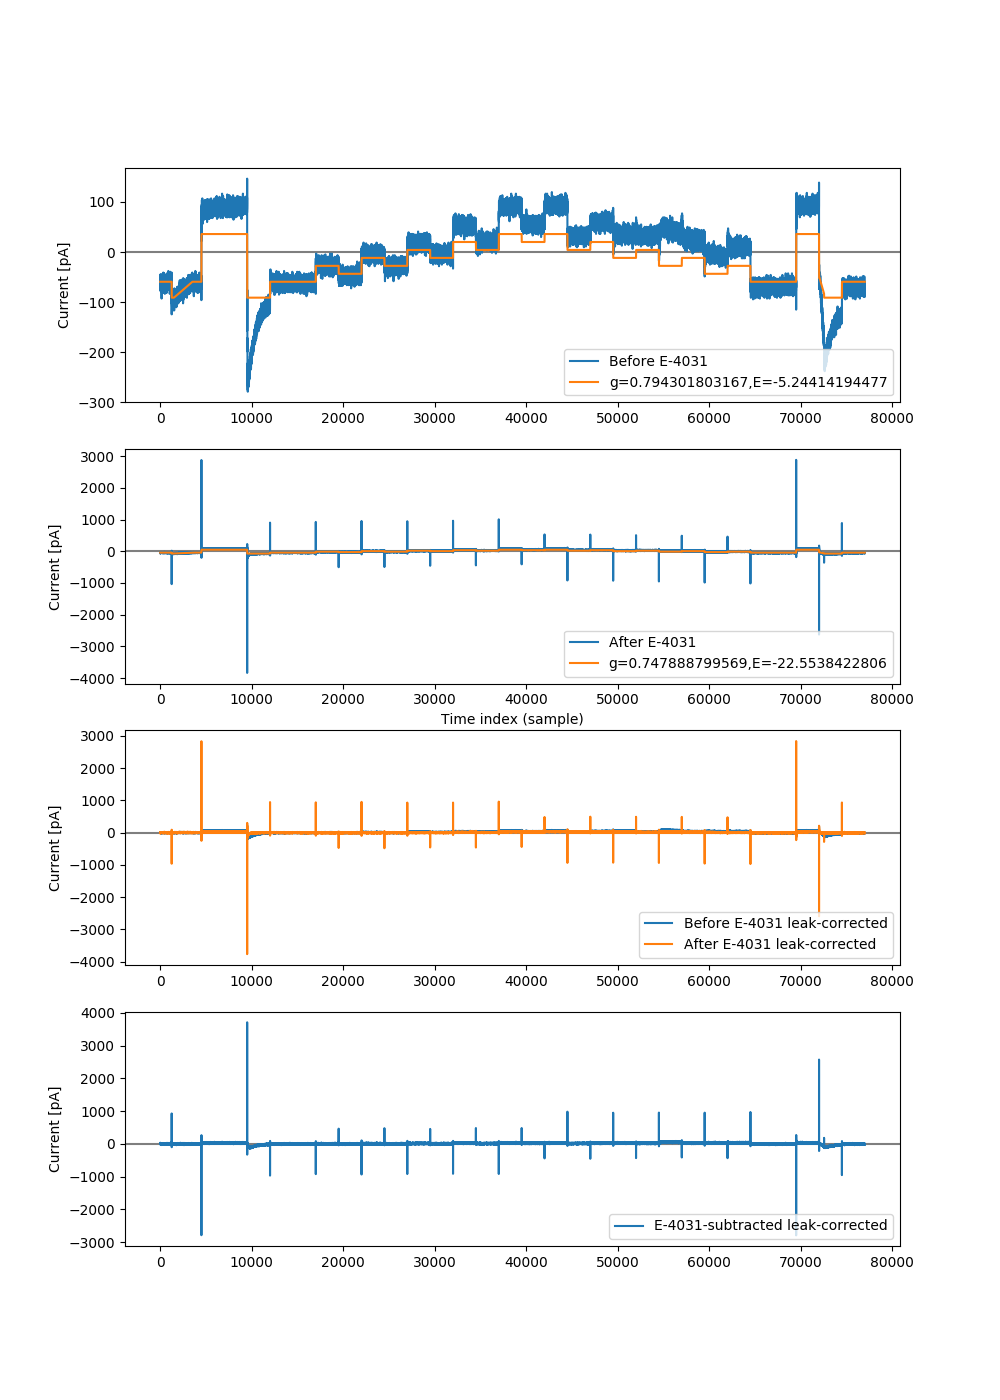 100
0
−100
−200
−300
Current [pA]
Before E-4031
g=0.794301803167,E=-5.24414194477
0 10000 20000 30000 40000 50000 60000 70000 80000
3000
2000
1000
0
−1000
−2000
−3000
−4000
Current [pA]
After E-4031
g=0.747888799569,E=-22.5538422806
0 10000 20000 30000 40000 50000 60000 70000 80000
Time index (sample)
3000
2000
1000
0
−1000
−2000
−3000
−4000
Current [pA]
Before E-4031 leak-corrected
After E-4031 leak-corrected
0 10000 20000 30000 40000 50000 60000 70000 80000
4000
3000
2000
1000
0
−1000
−2000
−3000
Current [pA]
E-4031-subtracted leak-corrected
0 10000 20000 30000 40000 50000 60000 70000 80000